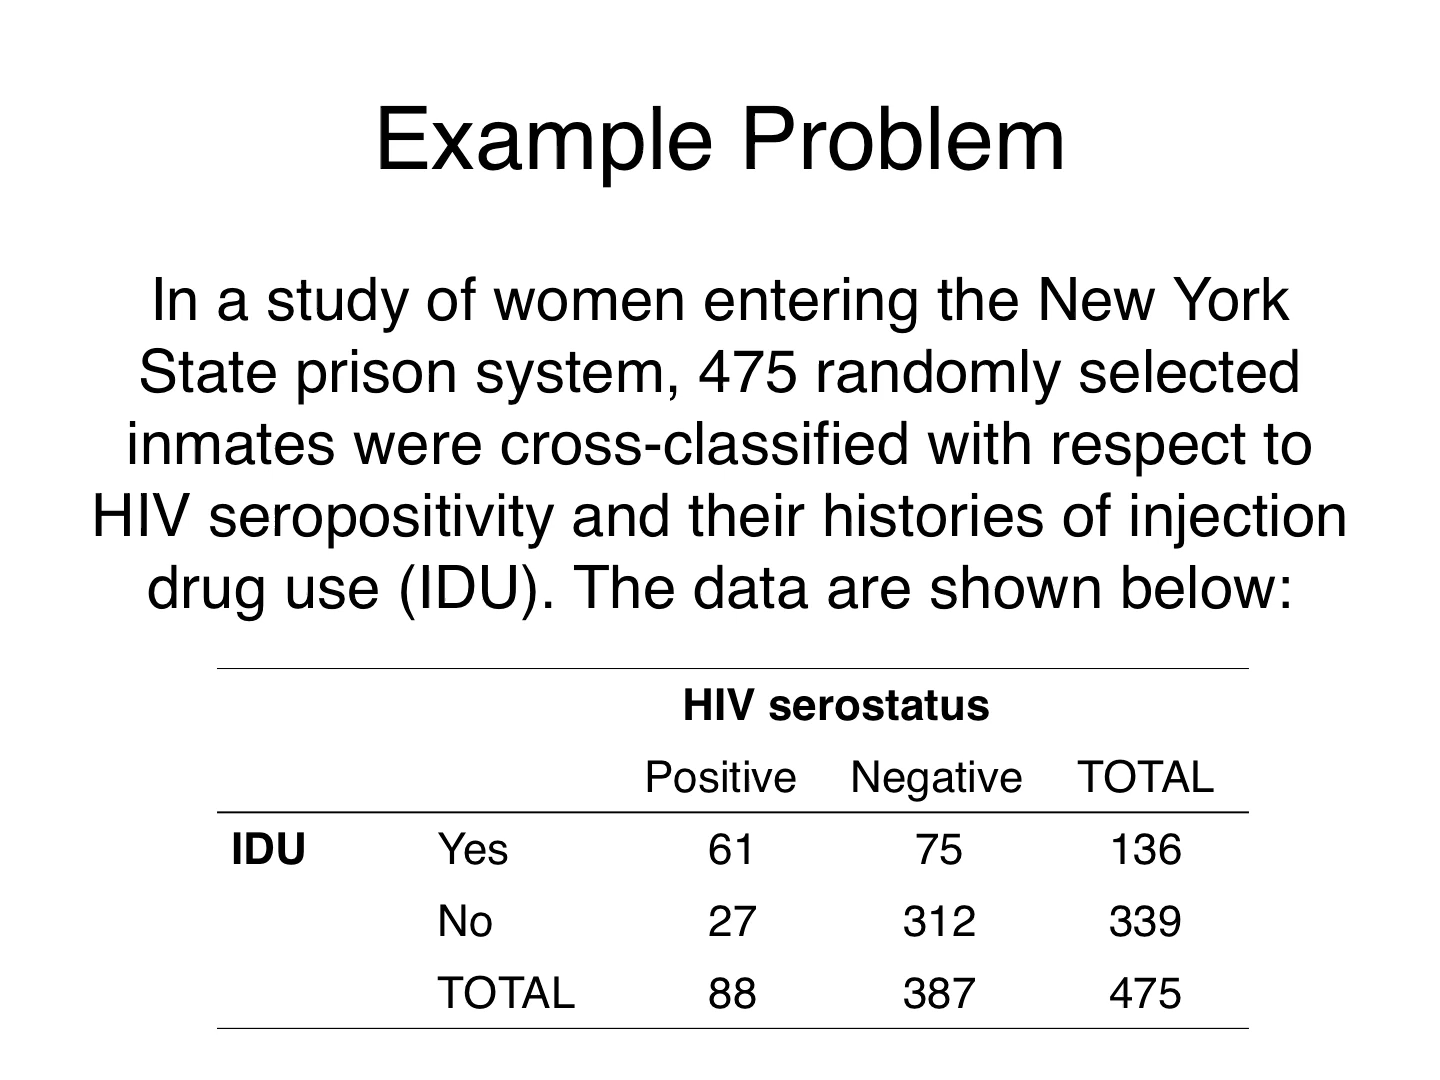 Example Problem
In a study of women entering the New York
State prison system, 475 randomly selected
inmates were cross-classified with respect to
HIV seropositivity and their histories of injection
drug use (IDU). The data are shown below:
HIV serostatus
Positive Negative TOTAL
IDU Yes 61 75 136
No 27 312 339
TOTAL 88 387 475